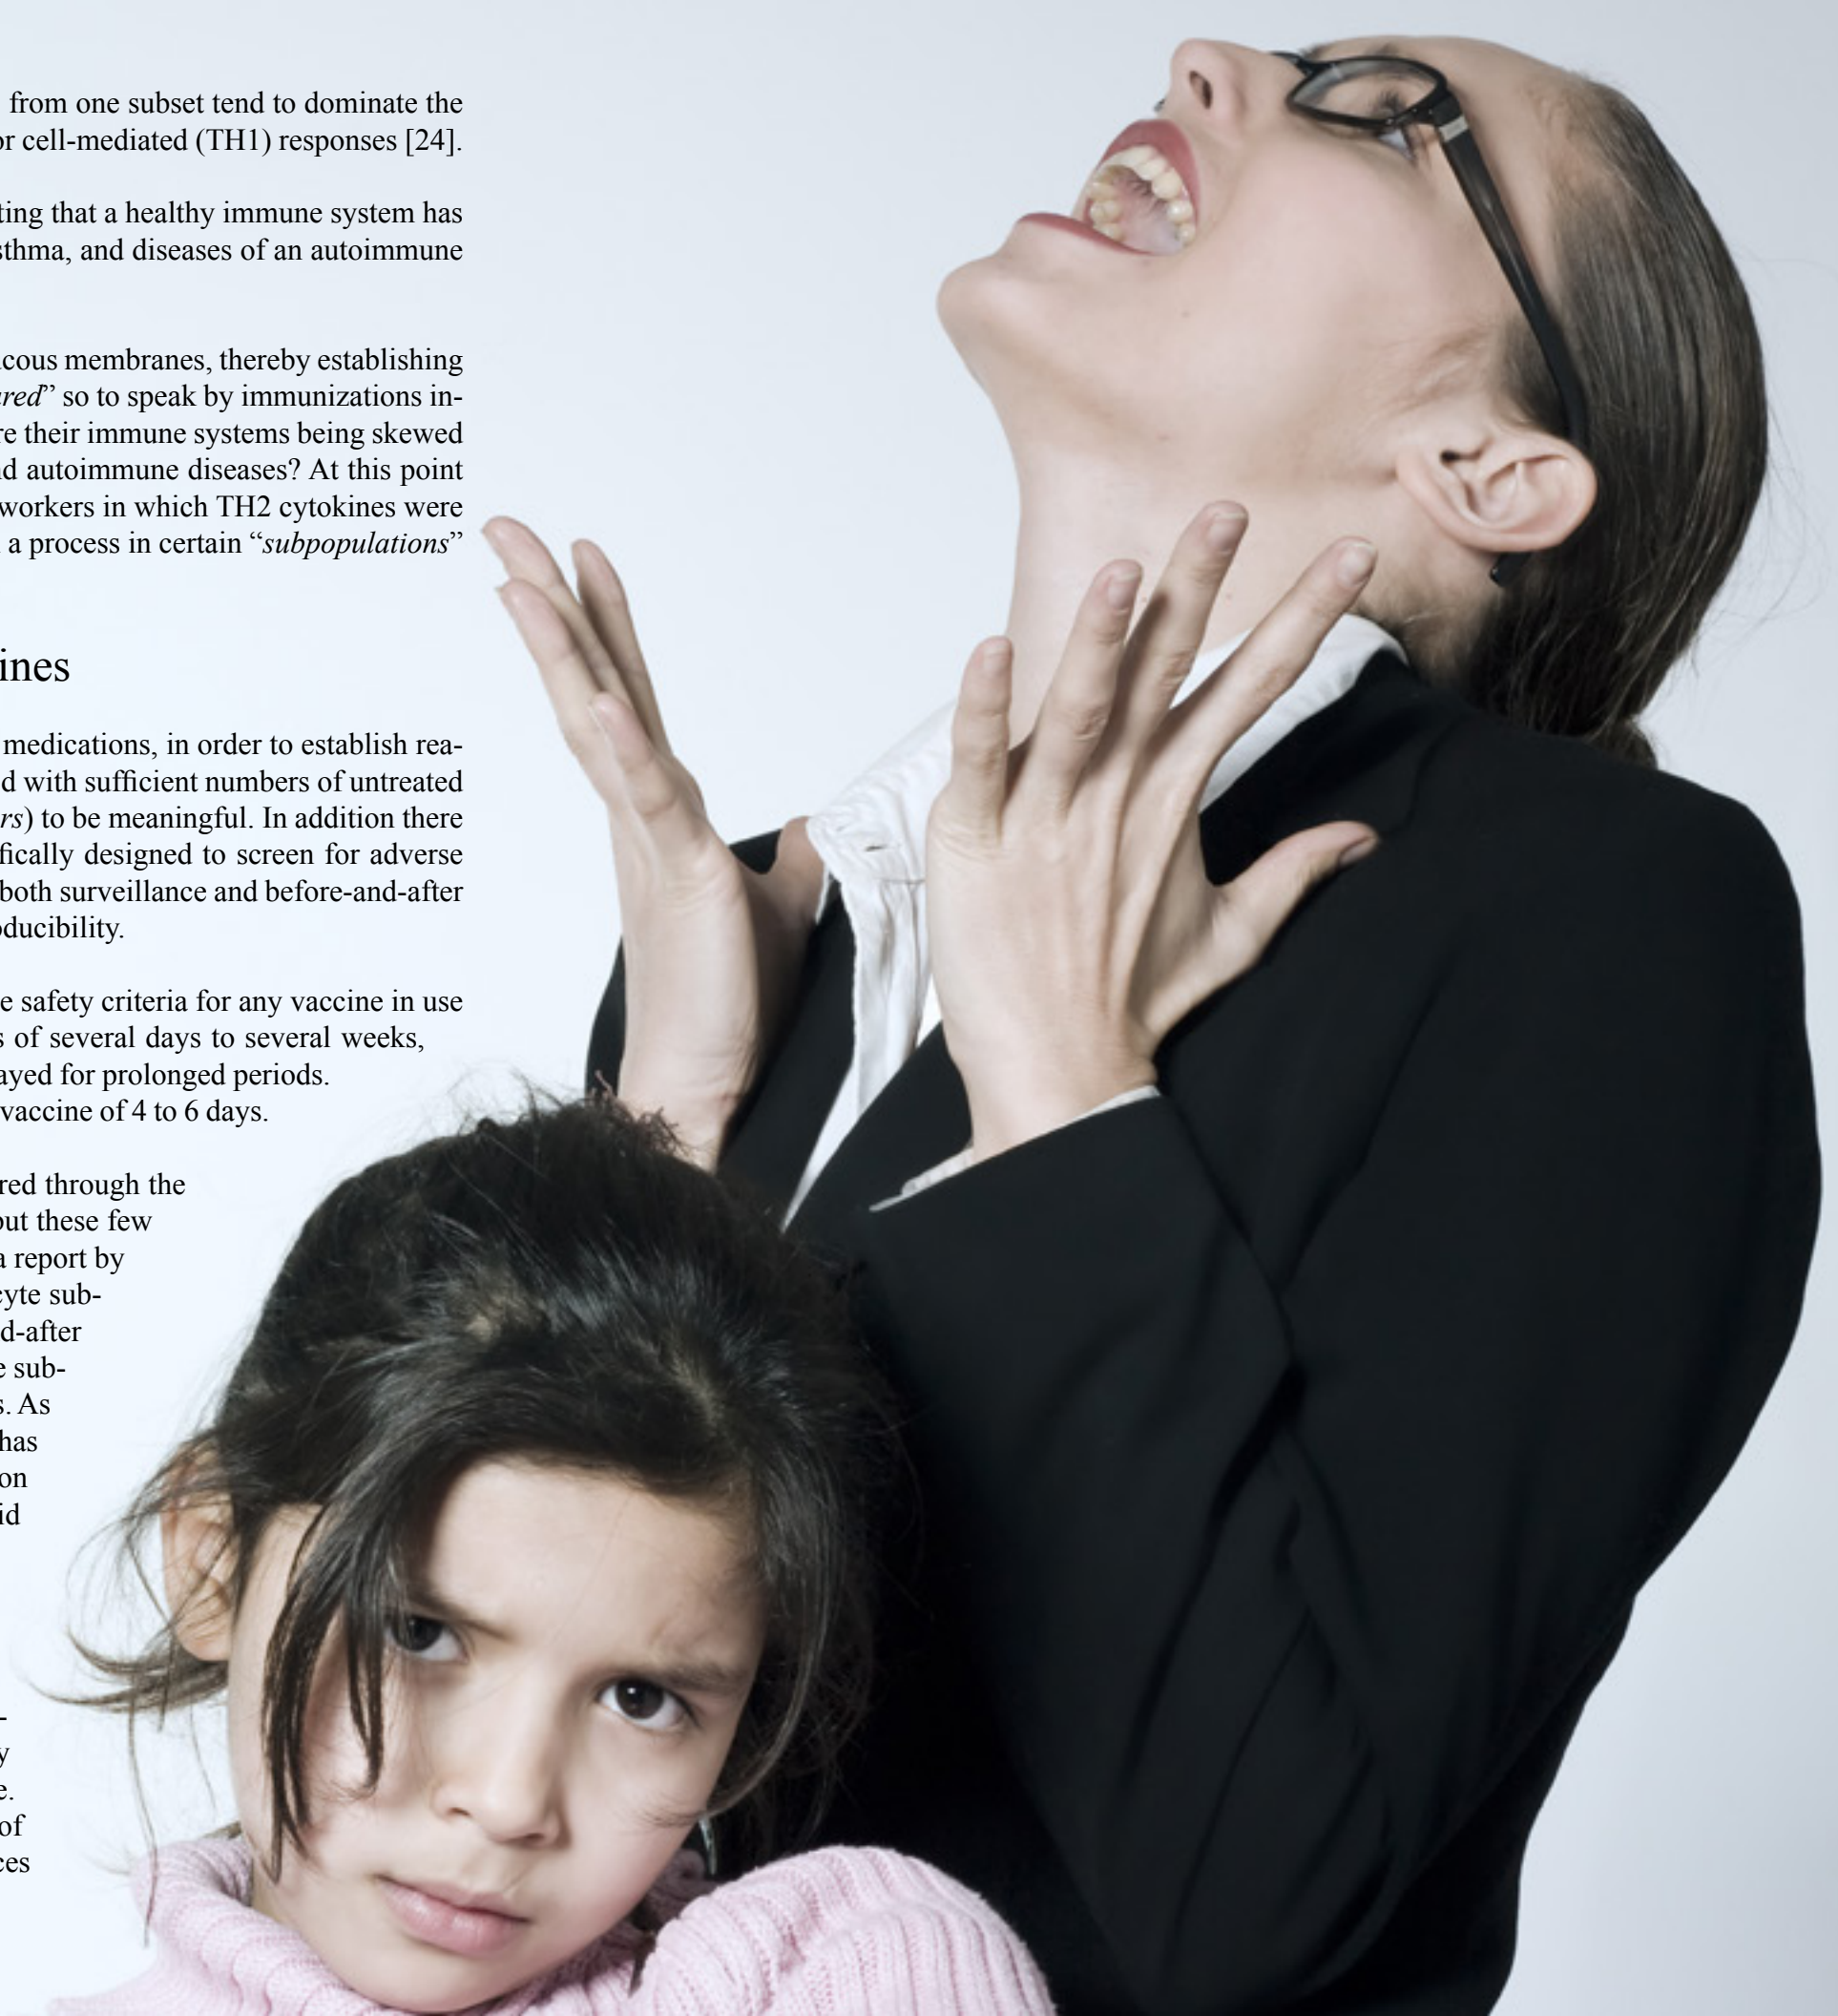 from one subset tend to dominate the
or cell-mediated (TH1) responses [24].
ting that a healthy immune system has
sthma, and diseases of an autoimmune
cous membranes, thereby establishing
ared” so to speak by immunizations in-
re their immune systems being skewed
d autoimmune diseases? At this point
workers in which TH2 cytokines were
a process in certain “subpopulations”
ines
medications, in order to establish rea-
d with sufficient numbers of untreated
rs) to be meaningful. In addition there
fically designed to screen for adverse
both surveillance and before-and-after
oducibility.
e safety criteria for any vaccine in use
s of several days to several weeks,
ayed for prolonged periods.
vaccine of 4 to 6 days.
red through the
out these few
a report by
cyte sub-
d-after
e sub-
s. As
has
on
id
-
y
e.
of
ces